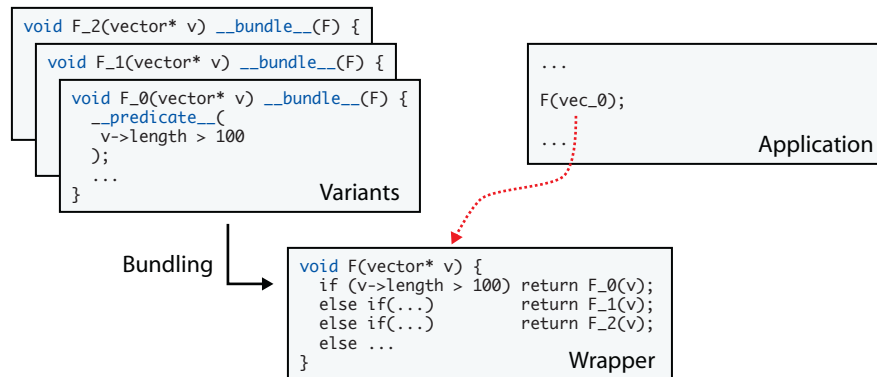 void F_2(vector* v) __bundle__(F) {
void F_1(vector* v) __bundle__(F) {
void F_0(vector* v) __bundle__(F) {
__predicate__(
v->length > 100
);
...
}
Variants
...
F(vec_0);
...
Application
Bundling
void F(vector* v) {
if (v->length > 100) return F_0(v);
else if(...) return F_1(v);
else if(...) return F_2(v);
else ...
}
Wrapper